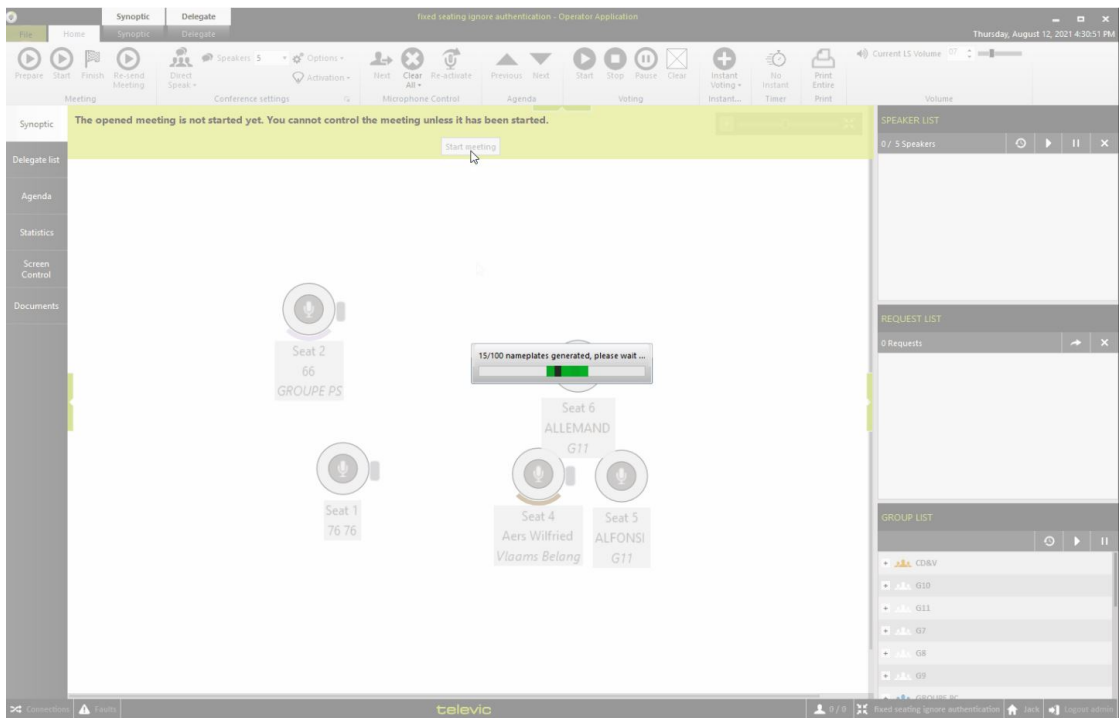 Synoptic Delegate fixed seating ignore authentication - Operator Application
File Home Synoptic Delegate Thursday, August 12, 2021 4:30:51 PM
Speakers 5 Options Current LS Volume 07
Prepare Start Finish Re-send Meeting Direct Speak Activation Next Clear All Re-activate Previous Next Start Stop Pause Clear Instant Voting No Instant Print Entire
Meeting Conference settings Microphone Control Agenda Voting Instant... Timer Print Volume
Synoptic
The opened meeting is not started yet. You cannot control the meeting unless it has been started.
Start meeting
SPEAKER LIST
0 / 5 Speakers
Delegate list
Agenda
Statistics
Screen Control
Documents
REQUEST LIST
0 Requests
Seat 2
66
GROUPE PS
15/100 nameplates generated, please wait ...
Seat 6
ALLEMAND
G11
Seat 1
76 76
Seat 4
Aers Wilfried
Vlaams Belang
Seat 5
ALFONSI
G11
GROUP LIST
CD&V
G10
G11
G7
G8
G9
Connections Faults televic 0 / 0 fixed seating ignore authentication Jach Logout admin